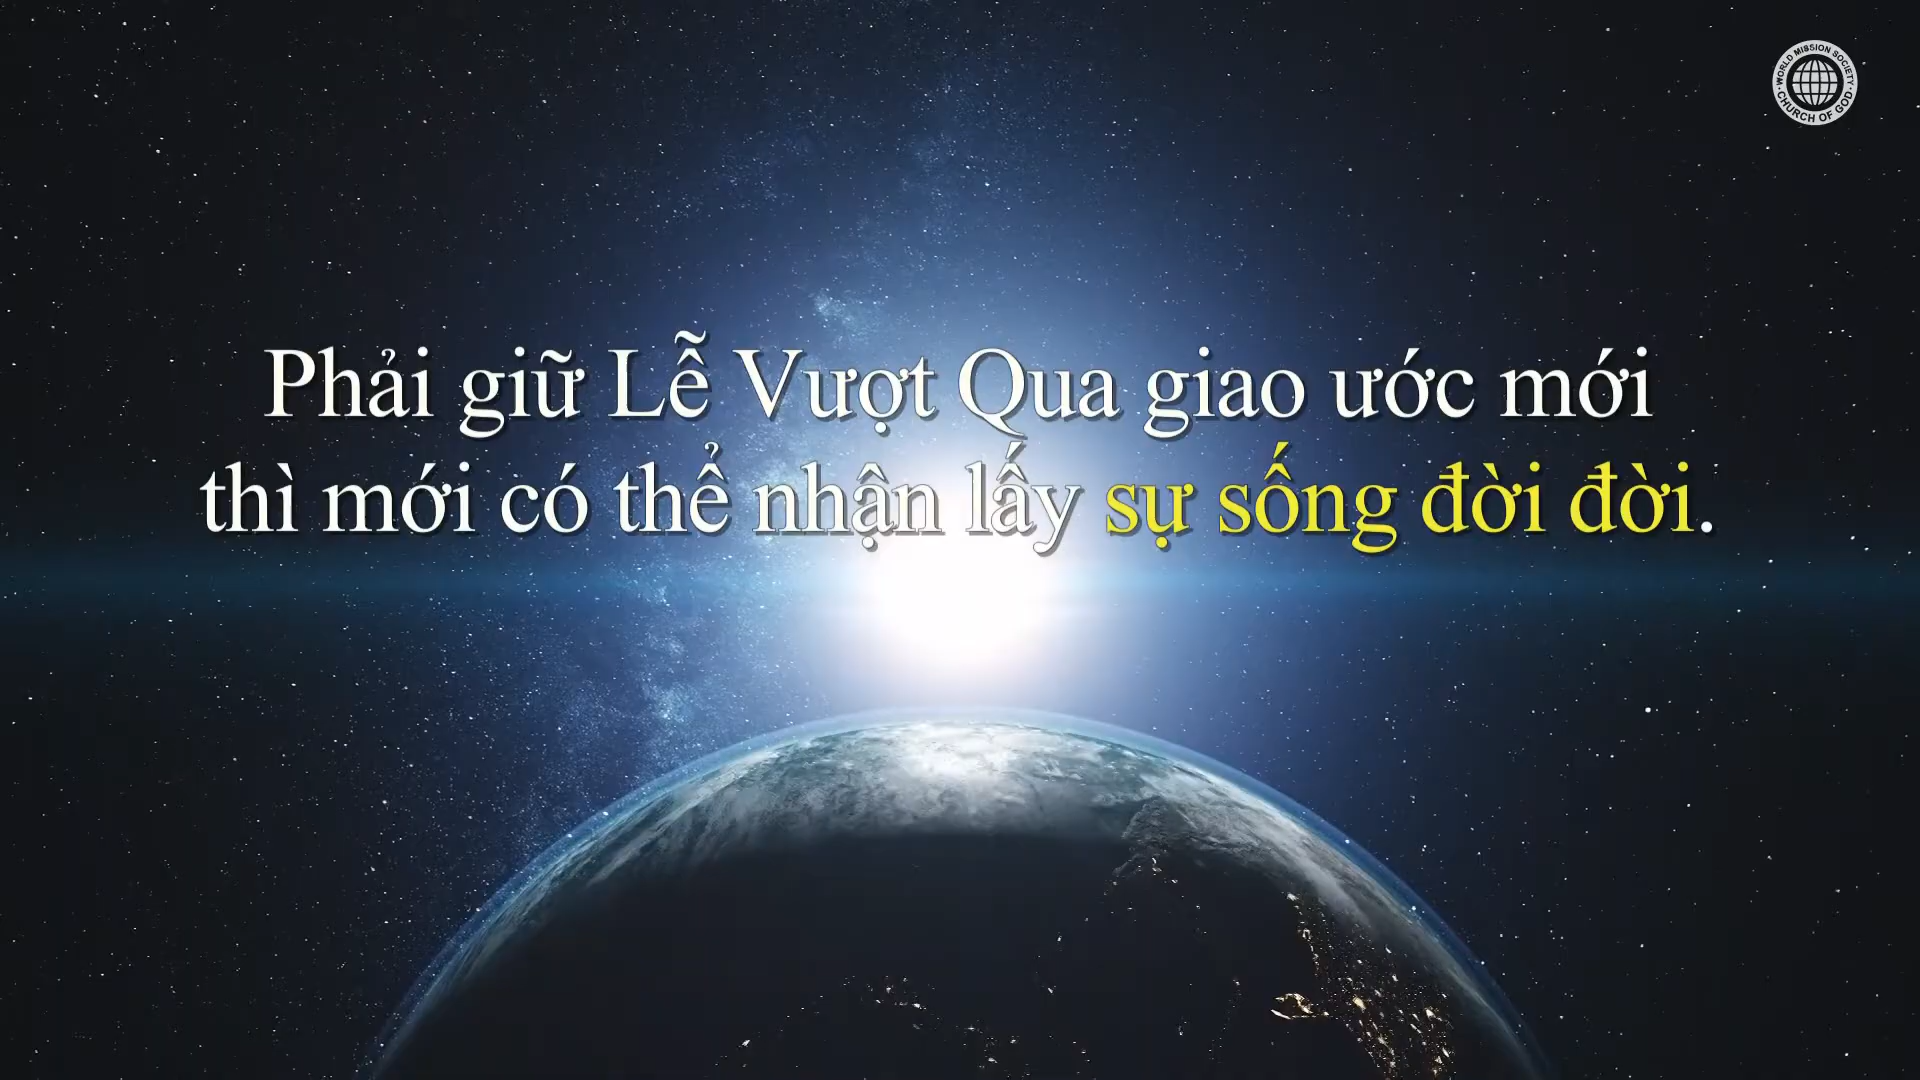 WORLD MISSION SOCIETY
CHURCH OF GOD
Phải giữ Lễ Vượt Qua giao ước mới
thì mới có thể nhận lấy sự sống đời đời.